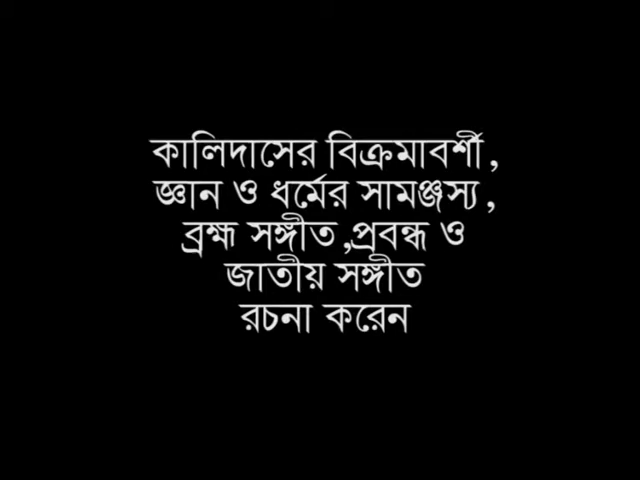 কালিদাসের বিক্রমাবর্শী,
জ্ঞান ও ধর্মের সামঞ্জস্য,
ব্রহ্ম সঙ্গীত,প্রবন্ধ ও
জাতীয় সঙ্গীত
রচনা করেন